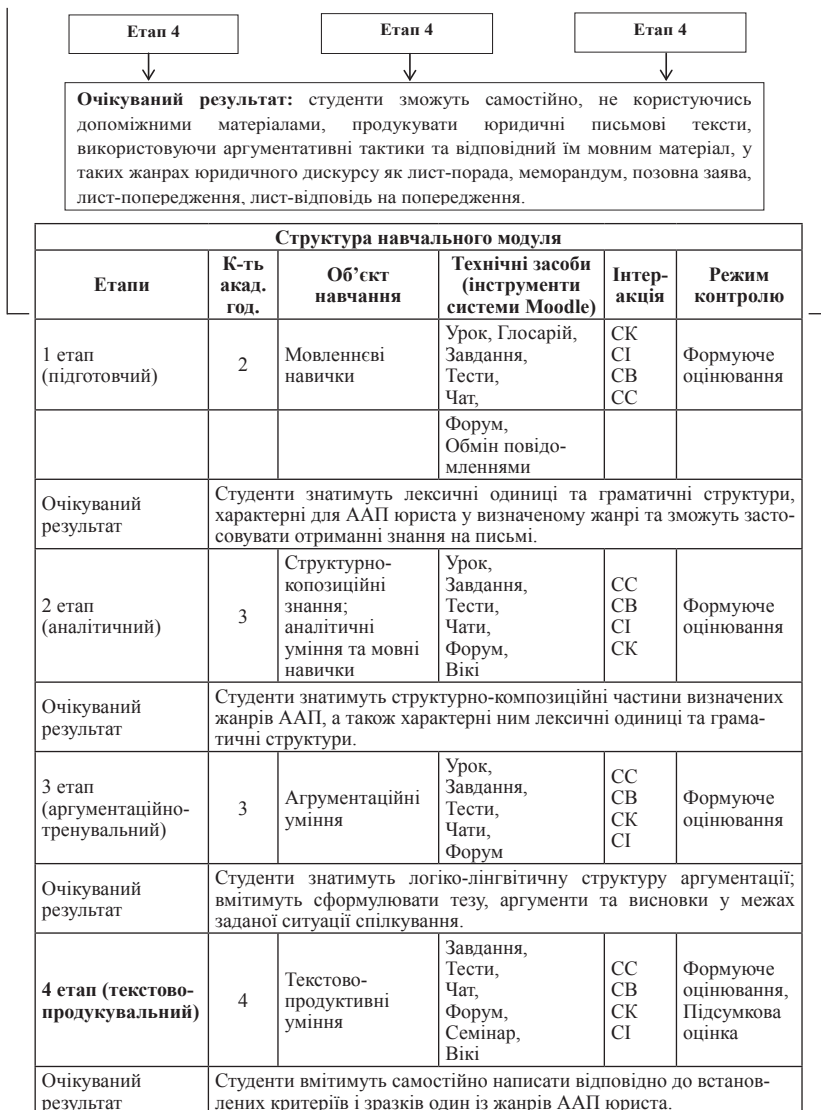 Етап 4 Етап 4 Етап 4
Очікуваний результат: студенти зможуть самостійно, не користуючись
допоміжними матеріалами, продукувати юридичні письмові тексти,
використовуючи аргументативні тактики та відповідний їм мовним матеріал, у
таких жанрах юридичного дискурсу як лист-порада, меморандум, позовна заява,
лист-попередження, лист-відповідь на попередження.
Структура навчального модуля
Етапи
К-ть
акад.
год.
Об’єкт
навчання
Технічні засоби
(інструменти
системи Moodle)
Інтер-
акція
Режим
контролю
1 етап
(підготовчий)
2
Мовленнєві
навички
Урок, Глосарій,
Завдання,
Тести,
Чат,
СК
СІ
СВ
СС
Формуюче
оцінювання
Форум,
Обмін повідо-
мленнями
Очікуваний
результат
Студенти знатимуть лексичні одиниці та граматичні структури,
характерні для ААП юриста у визначеному жанрі та зможуть засто-
совувати отриманні знання на письмі.
2 етап
(аналітичний)
3
Структурно-
копозиційні
знання;
аналітичні
уміння та мовні
навички
Урок,
Завдання,
Тести,
Чати,
Форум,
Вікі
СС
СВ
СІ
СК
Формуюче
оцінювання
Очікуваний
результат
Студенти знатимуть структурно-композиційні частини визначених
жанрів ААП, а також характерні ним лексичні одиниці та грама-
тичні структури.
3 етап
(аргументаційно-
тренувальний)
3
Агрументаційні
уміння
Урок,
Завдання,
Тести,
Чати,
Форум
СС
СВ
СК
СІ
Формуюче
оцінювання
Очікуваний
результат
Студенти знатимуть логіко-лінгвітичну структуру аргументації;
вмітимуть сформулювати тезу, аргументи та висновки у межах
заданої ситуації спілкування.
4 етап (текстово-
продукувальний)
4
Текстово-
продуктивні
уміння
Завдання,
Тести,
Чат,
Форум,
Семінар,
Вікі
СС
СВ
СК
СІ
Формуюче
оцінювання,
Підсумкова
оцінка
Очікуваний
результат
Студенти вмітимуть самостійно написати відповідно до встанов-
лених критеріїв і зразків один із жанрів ААП юриста.